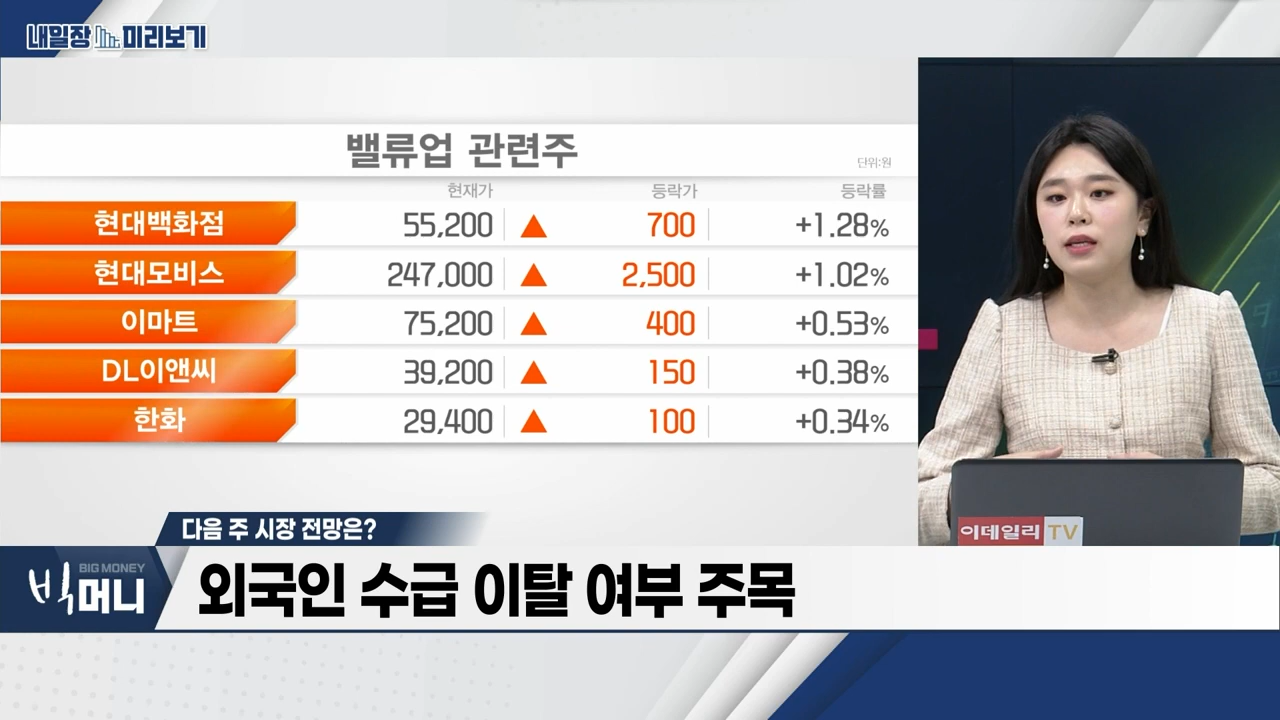 내일장 미리보기
밸류업 관련주
단위:원
현재가 등락가 등락률
현대백화점 55,200 ▲ 700 +1.28%
현대모비스 247,000 ▲ 2,500 +1.02%
이마트 75,200 ▲ 400 +0.53%
DL이앤씨 39,200 ▲ 150 +0.38%
한화 29,400 ▲ 100 +0.34%
이데일리TV
다음 주 시장 전망은?
BIG MONEY
빅머니
외국인 수급 이탈 여부 주목